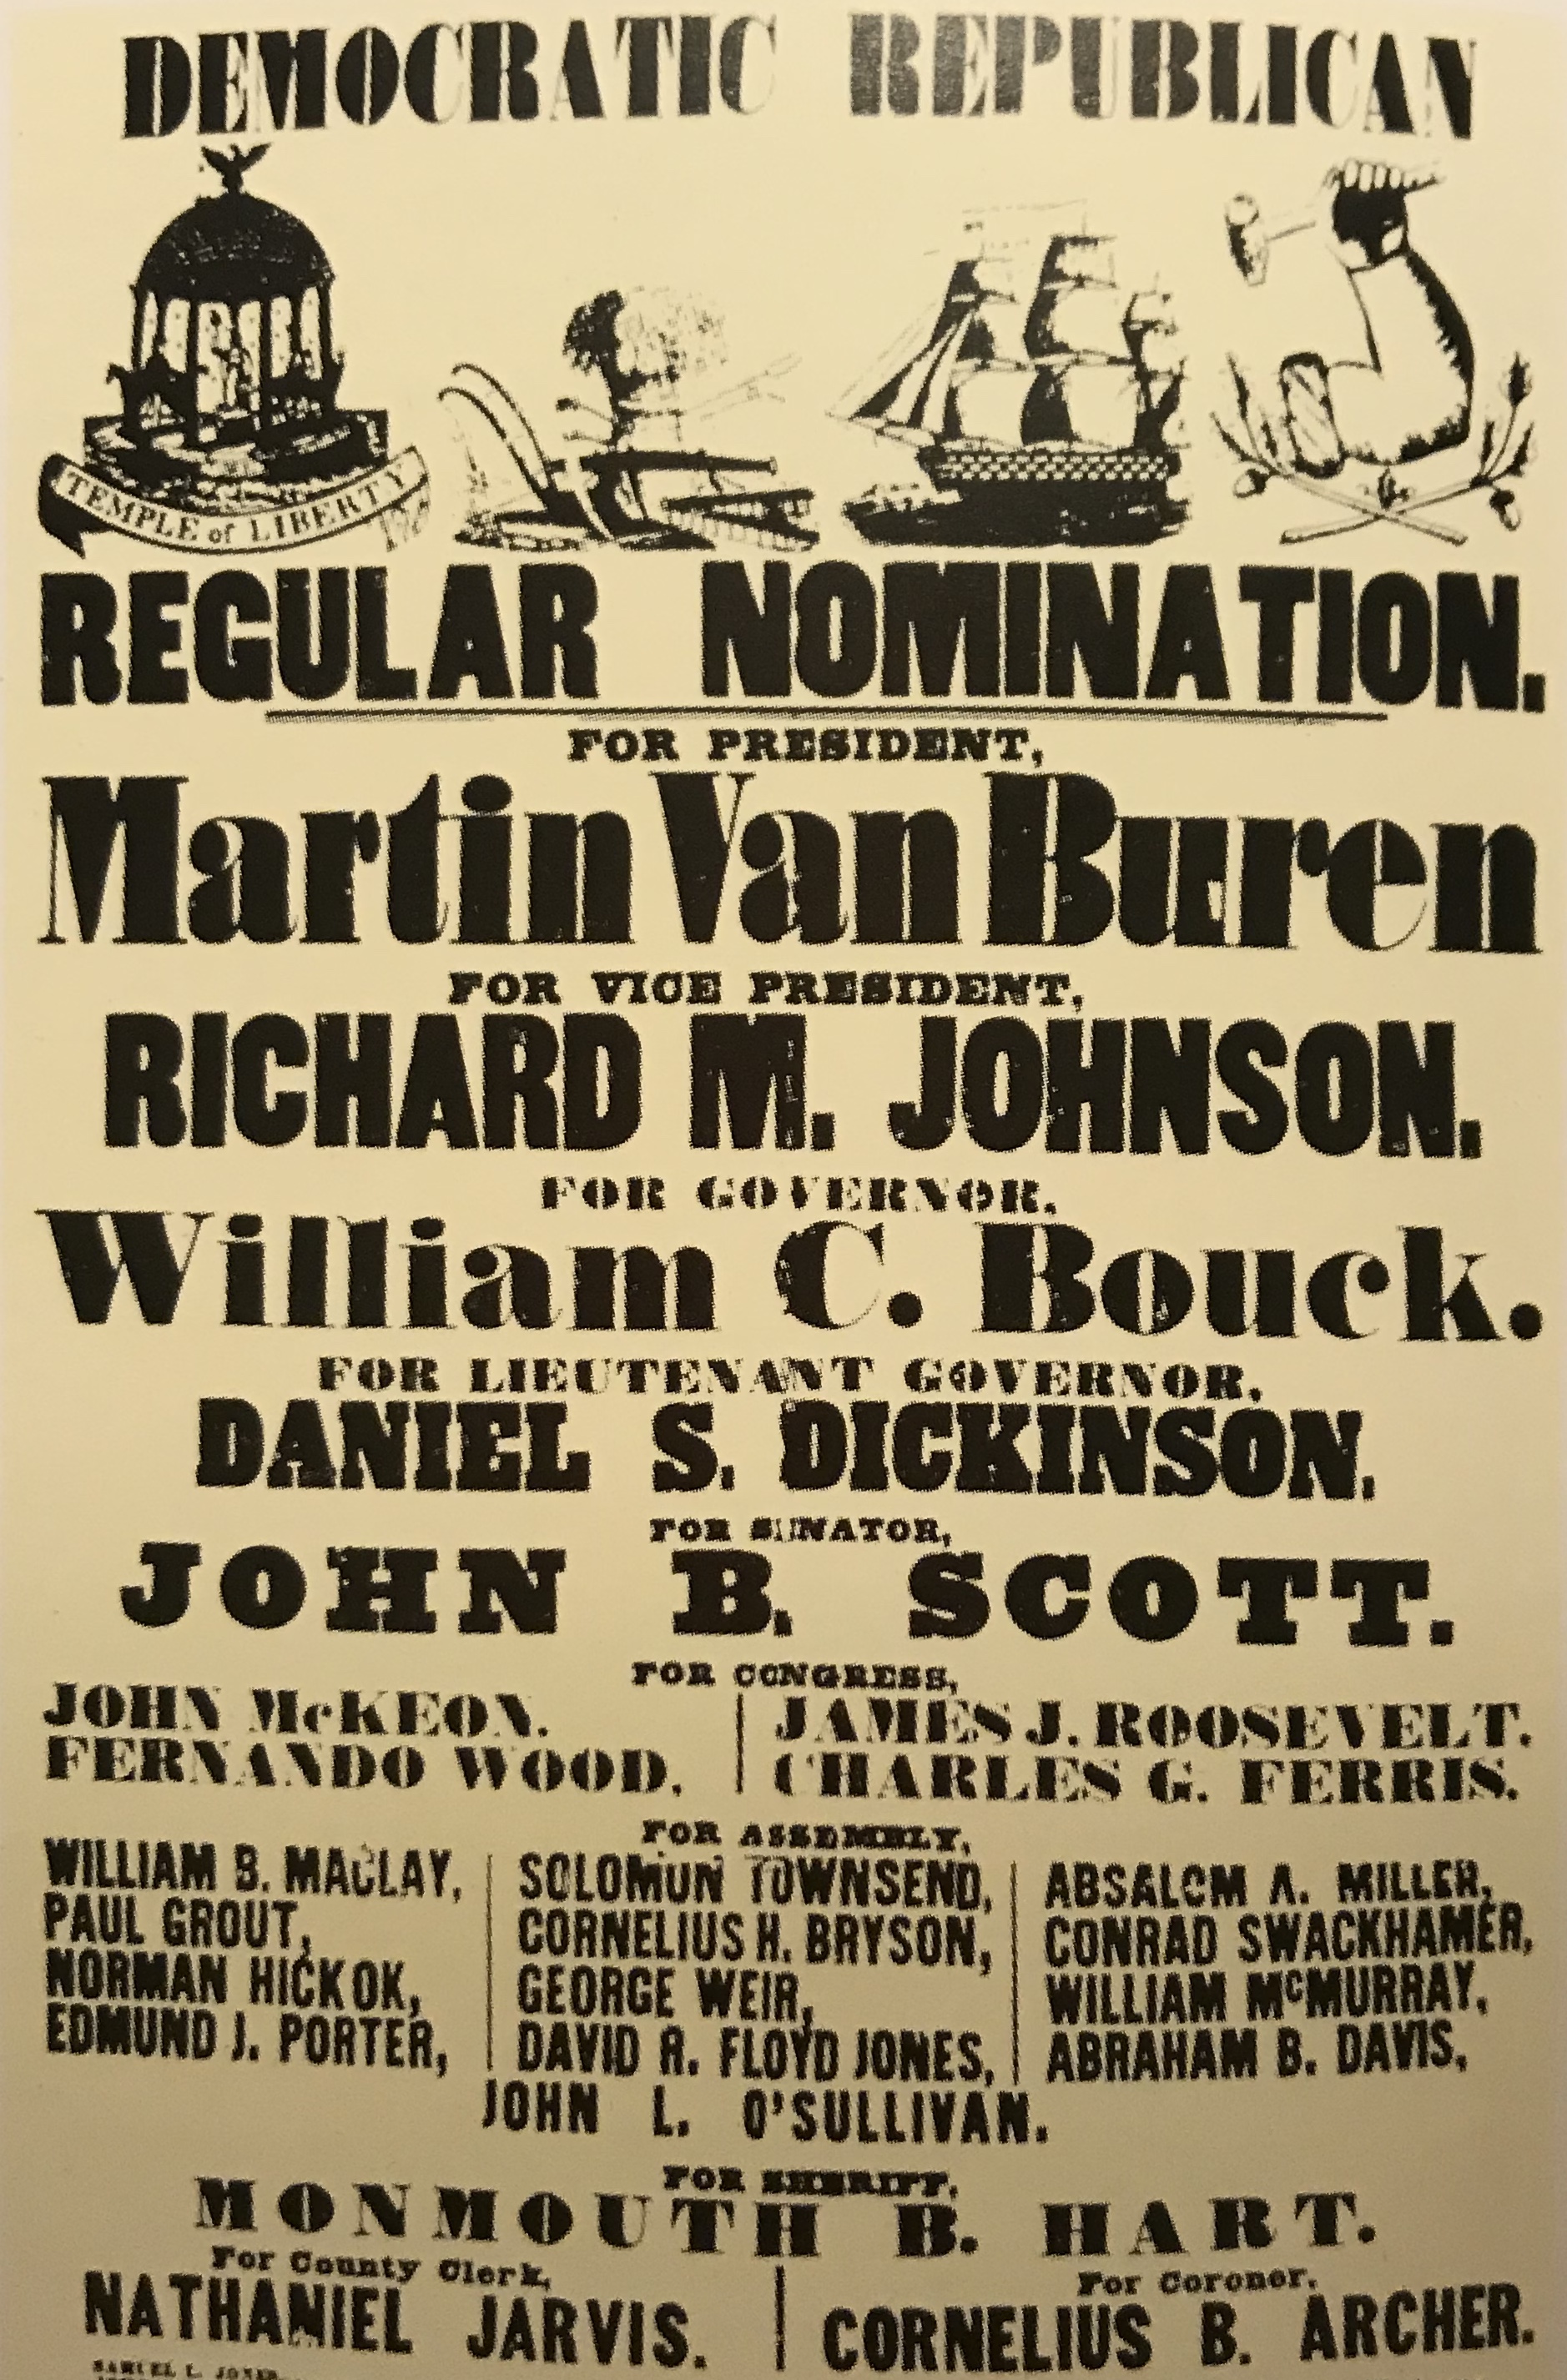 DEMOCRATIC REPUBLICAN
TEMPLE of LIBERTY
REGULAR NOMINATION.
FOR PRESIDENT,
Martin Van Buren
FOR VICE PRESIDENT,
RICHARD M. JOHNSON.
FOR GOVERNOR.
William C. Bouck.
FOR LIEUTENANT GOVERNOR.
DANIEL S. DICKINSON.
FOR SENATOR,
JOHN B. SCOTT.
FOR CONGRESS,
JOHN McKEON.
FERNANDO WOOD.
JAMES J. ROOSEVELT.
CHARLES G. FERRIS.
FOR ASSEMBLY,
WILLIAM B. MACLAY,
PAUL GROUT,
NORMAN HICKOK,
EDMUND J. PORTER,
SOLOMON TOWNSEND,
CORNELIUS H. BRYSON,
GEORGE WEIR,
DAVID R. FLOYD JONES,
ABSALOM A. MILLER,
CONRAD SWACKHAMER,
WILLIAM McMURRAY,
ABRAHAM B. DAVIS,
JOHN L. O'SULLIVAN.
FOR SHERIFF,
MONMOUTH B. HART.
For County Clerk,
NATHANIEL JARVIS.
For Coroner,
CORNELIUS B. ARCHER.
SAMUEL L.